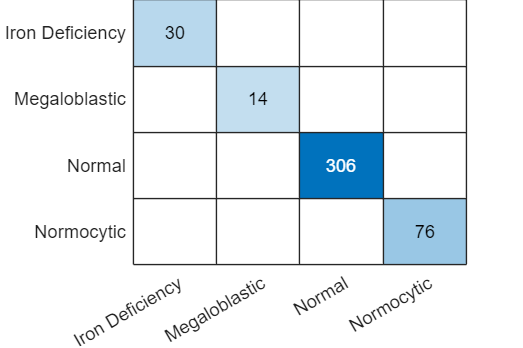 Iron Deficiency 30
Megaloblastic 14
Normal 306
Normocytic 76
Iron Deficiency Megaloblastic Normal Normocytic